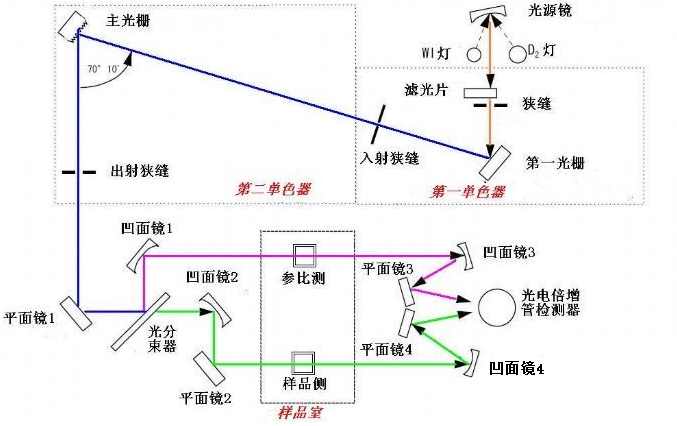 主光栅
光源镜
WI灯
D₂灯
70° 10′
滤光片
狭缝
入射狭缝
第一光栅
出射狭缝
第二单色器
第一单色器
凹面镜1
凹面镜2
凹面镜3
参比测
平面镜3
平面镜1
光分
束器
光电倍增
管检测器
平面镜4
样品侧
凹面镜4
平面镜2
样品室